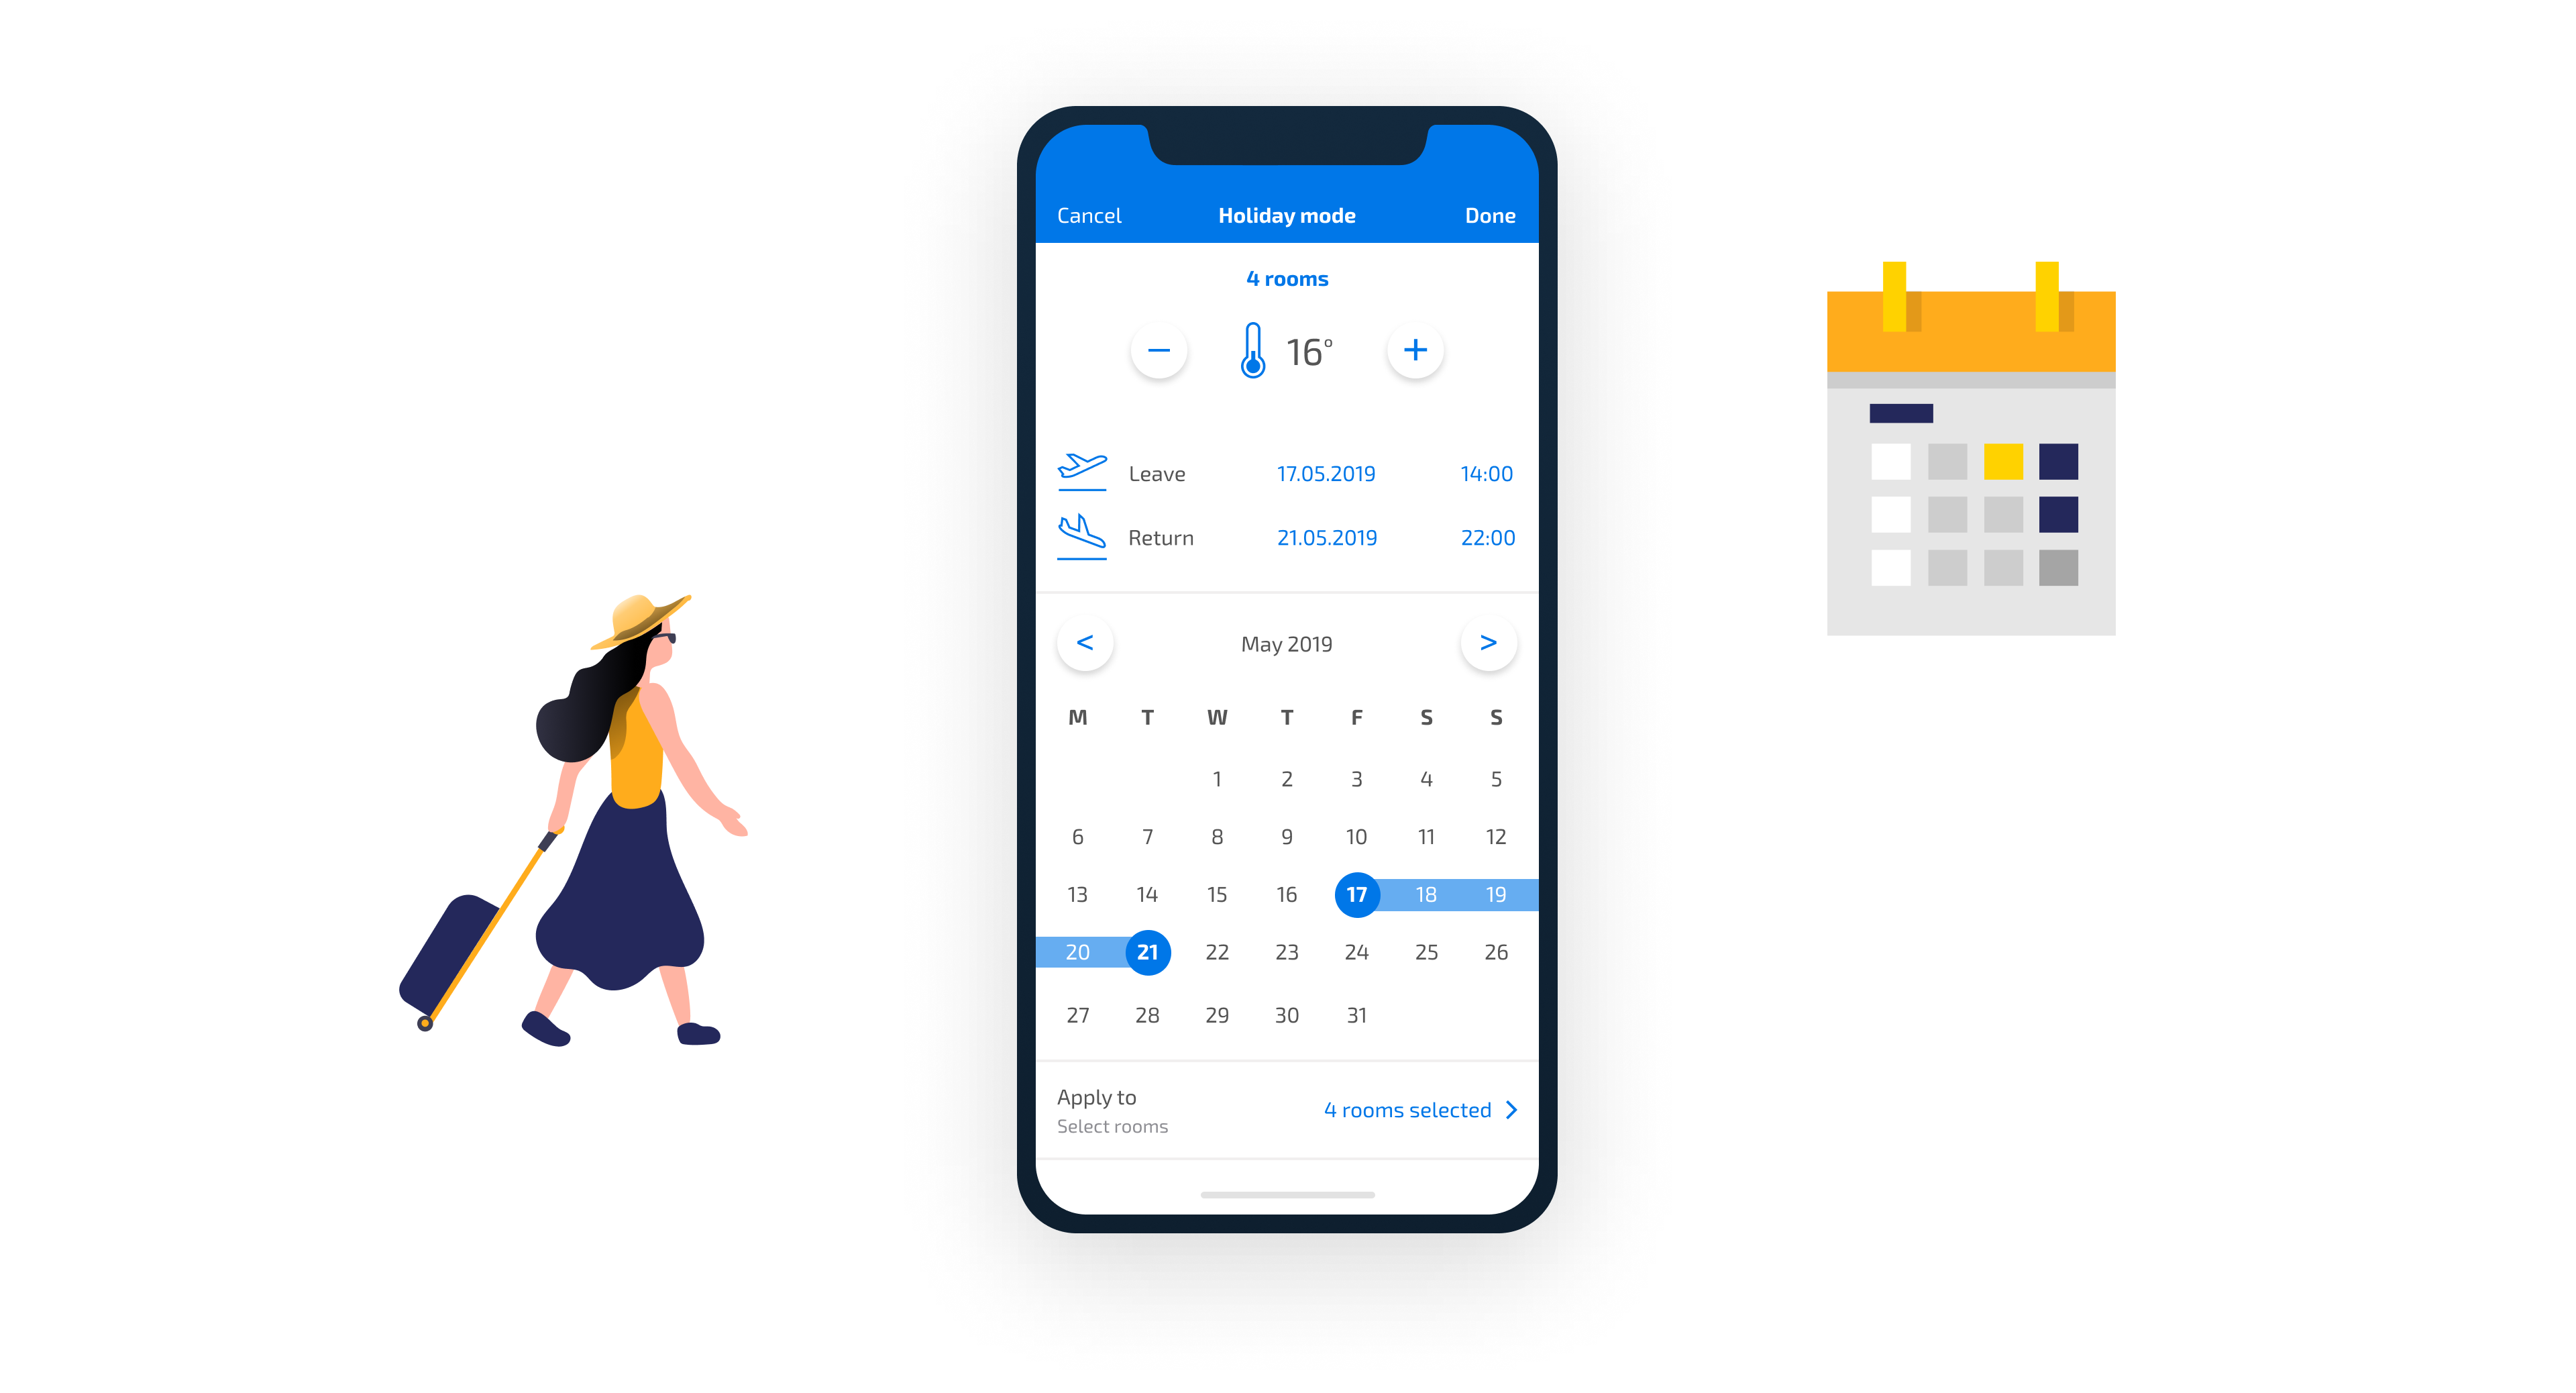 Cancel Holiday mode Done
4 rooms
− 16° +
Leave 17.05.2019 14:00
Return 21.05.2019 22:00
< May 2019 >
M T W T F S S
1 2 3 4 5
6 7 8 9 10 11 12
13 14 15 16 17 18 19
20 21 22 23 24 25 26
27 28 29 30 31
Apply to
4 rooms selected >
Select rooms